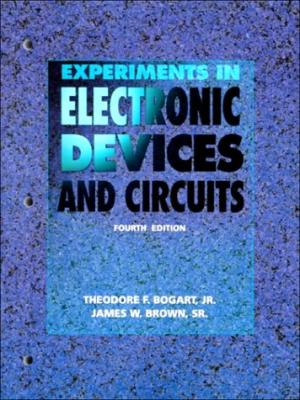 EXPERIMENTS IN
ELECTRONIC
DEVICES
AND CIRCUITS
FOURTH EDITION
THEODORE F. BOGART, JR.
JAMES W. BROWN, SR.